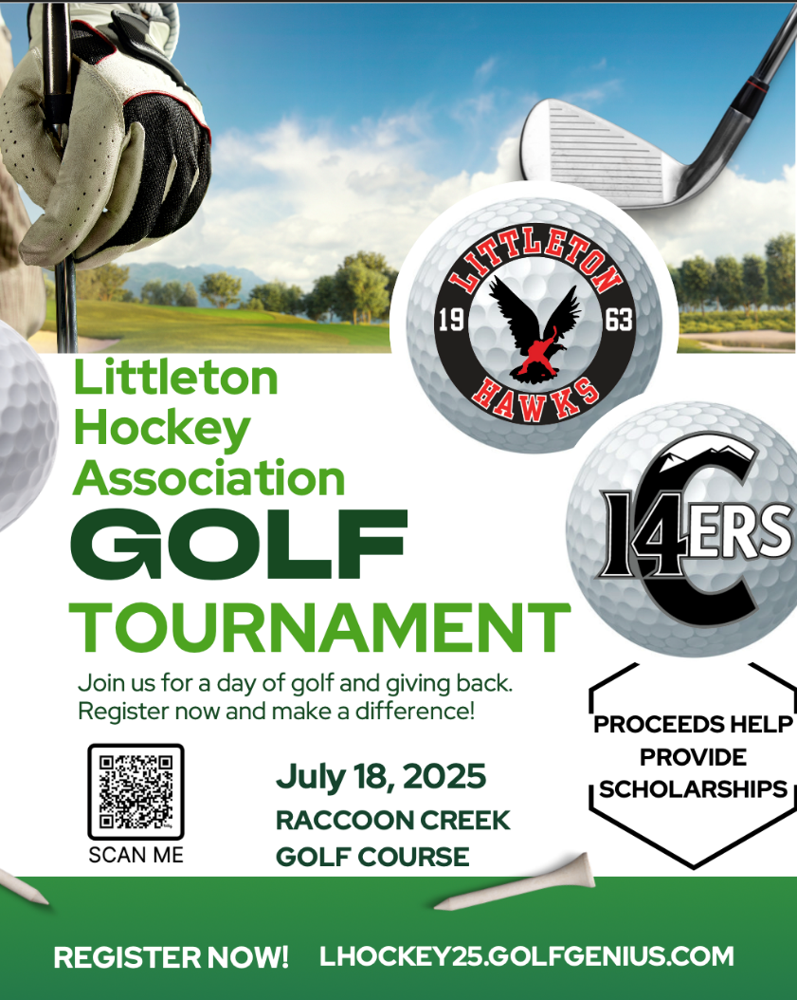 LITTLETON
19 63
HAWKS
14ERS
C
Littleton
Hockey
Association
GOLF
TOURNAMENT
Join us for a day of golf and giving back.
Register now and make a difference!
PROCEEDS HELP
PROVIDE
SCHOLARSHIPS
July 18, 2025
RACCOON CREEK
GOLF COURSE
SCAN ME
REGISTER NOW! LHOCKEY25.GOLFGENIUS.COM